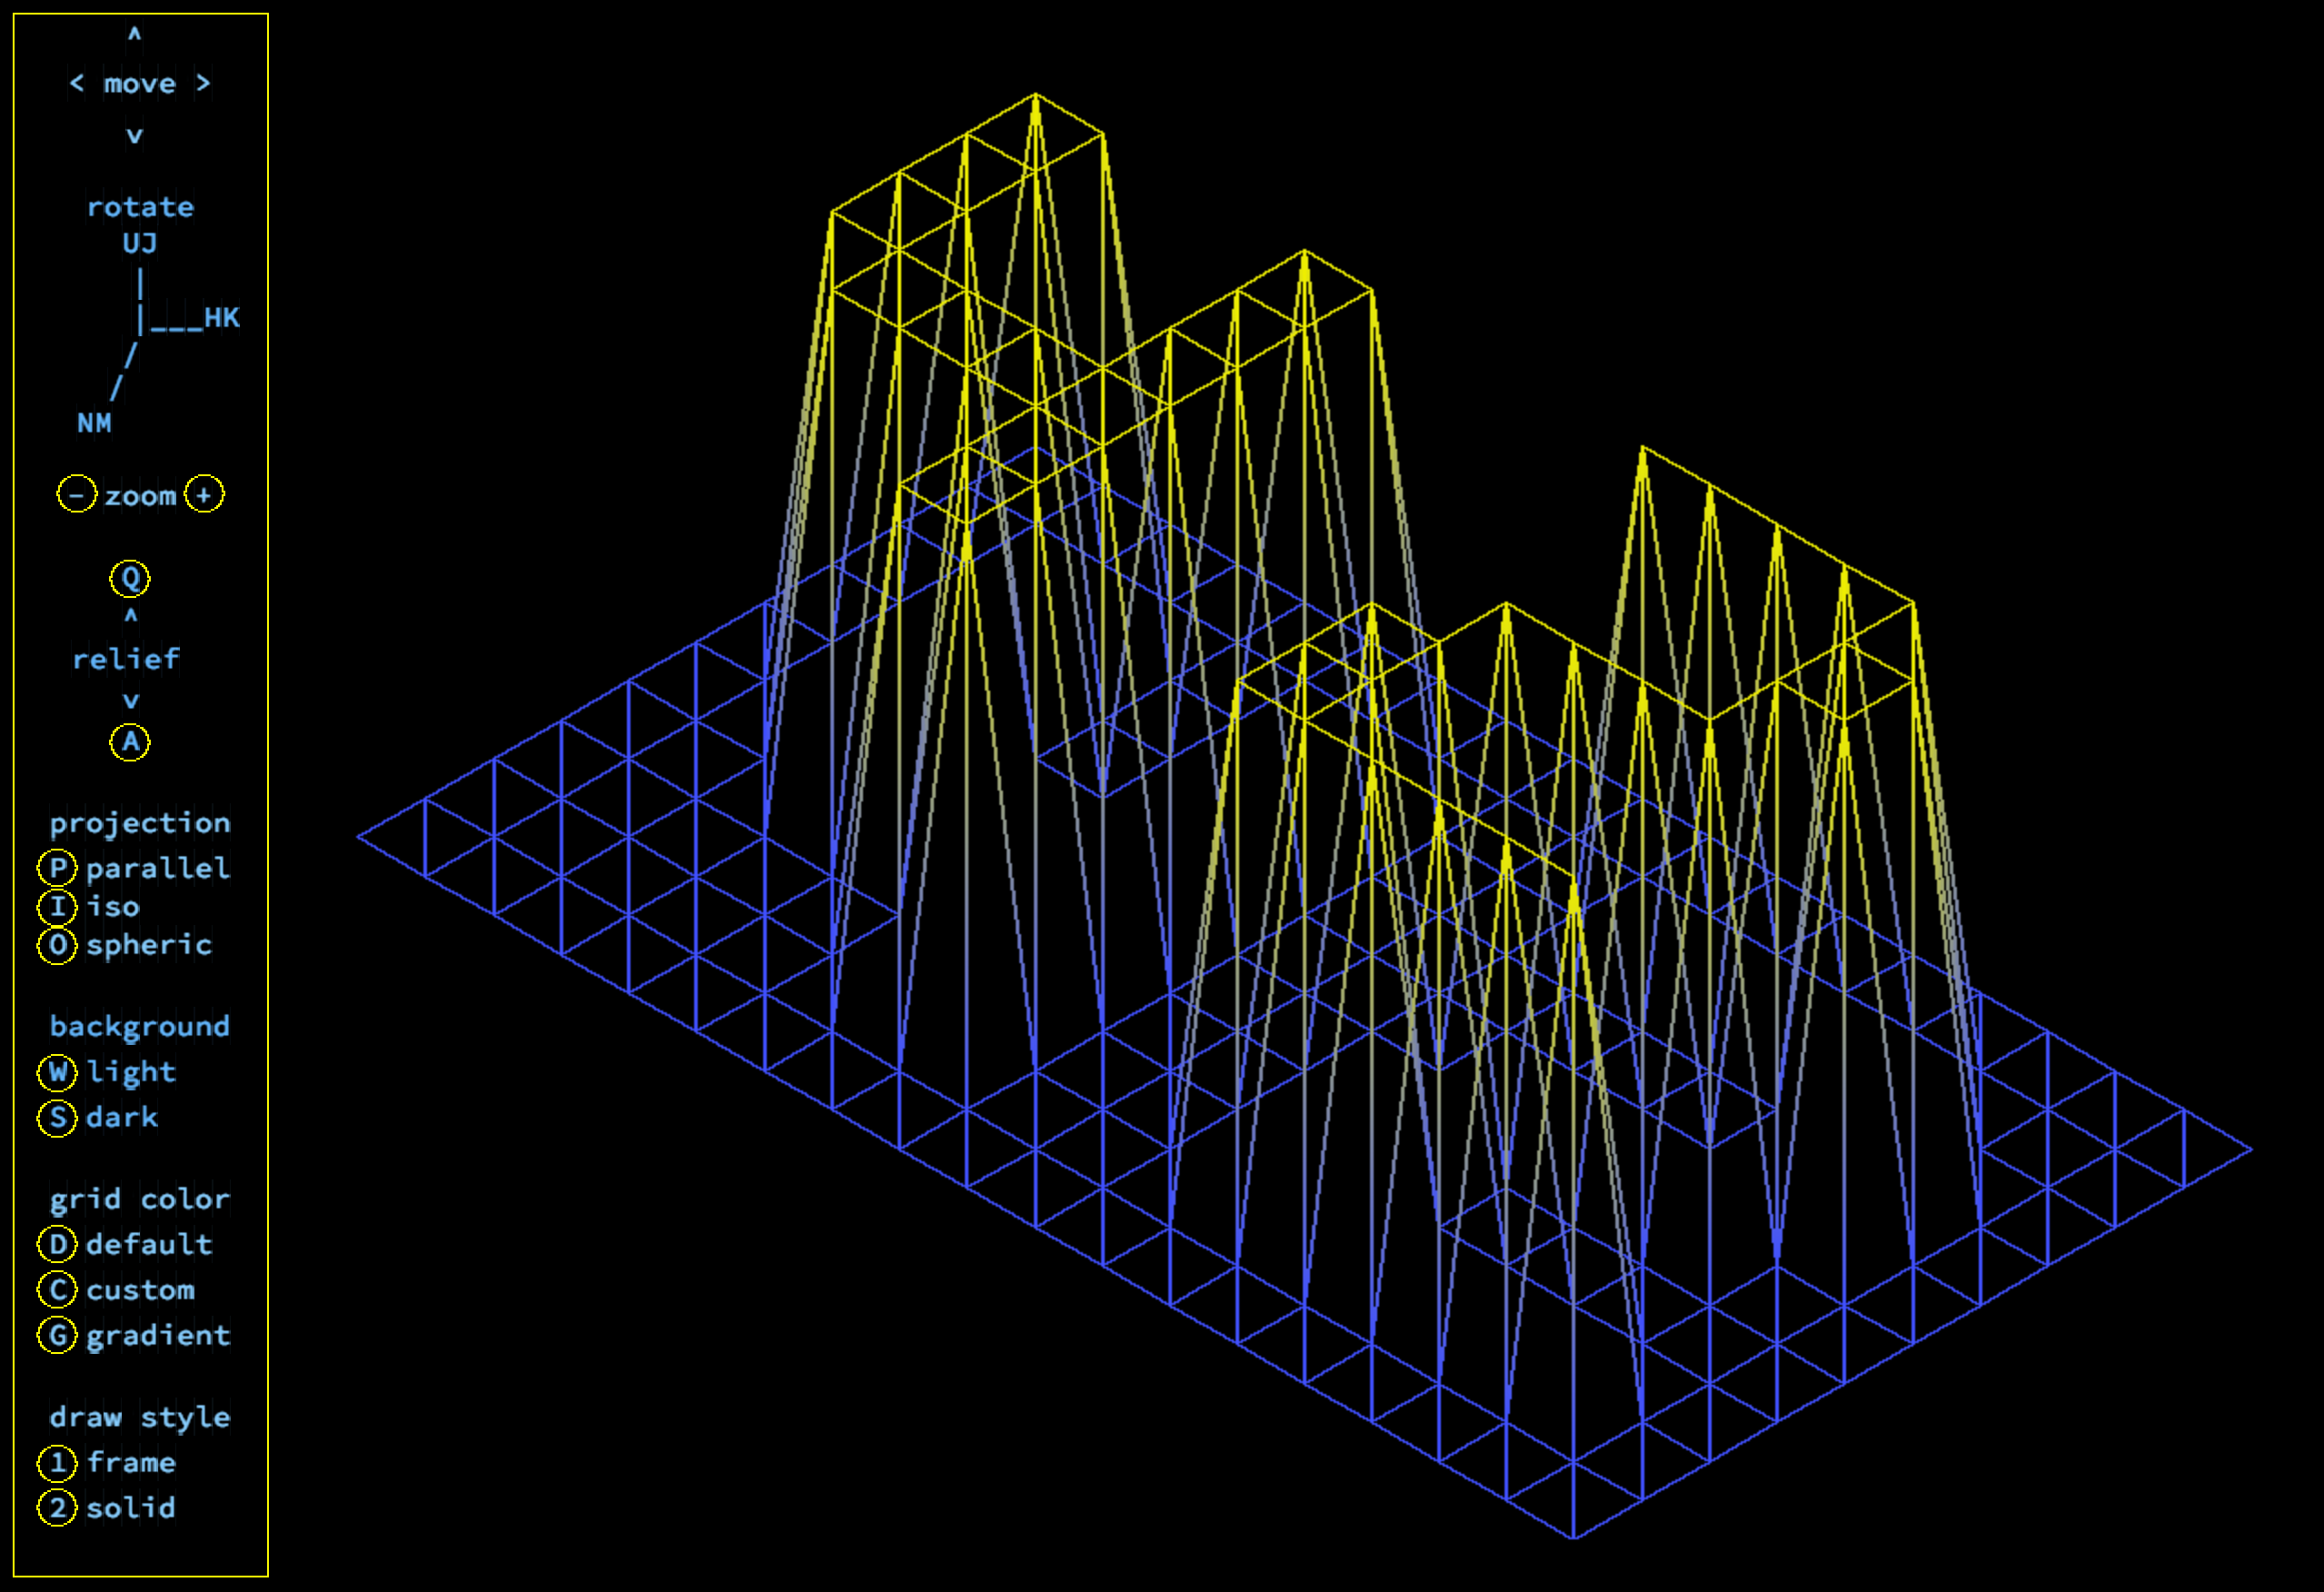 ^
< move >
v
rotate
UJ
|
|___HK
/
/
NM
- zoom +
Q
^
relief
v
A
projection
P parallel
I iso
O spheric
background
W light
S dark
grid color
D default
C custom
G gradient
draw style
1 frame
2 solid
42